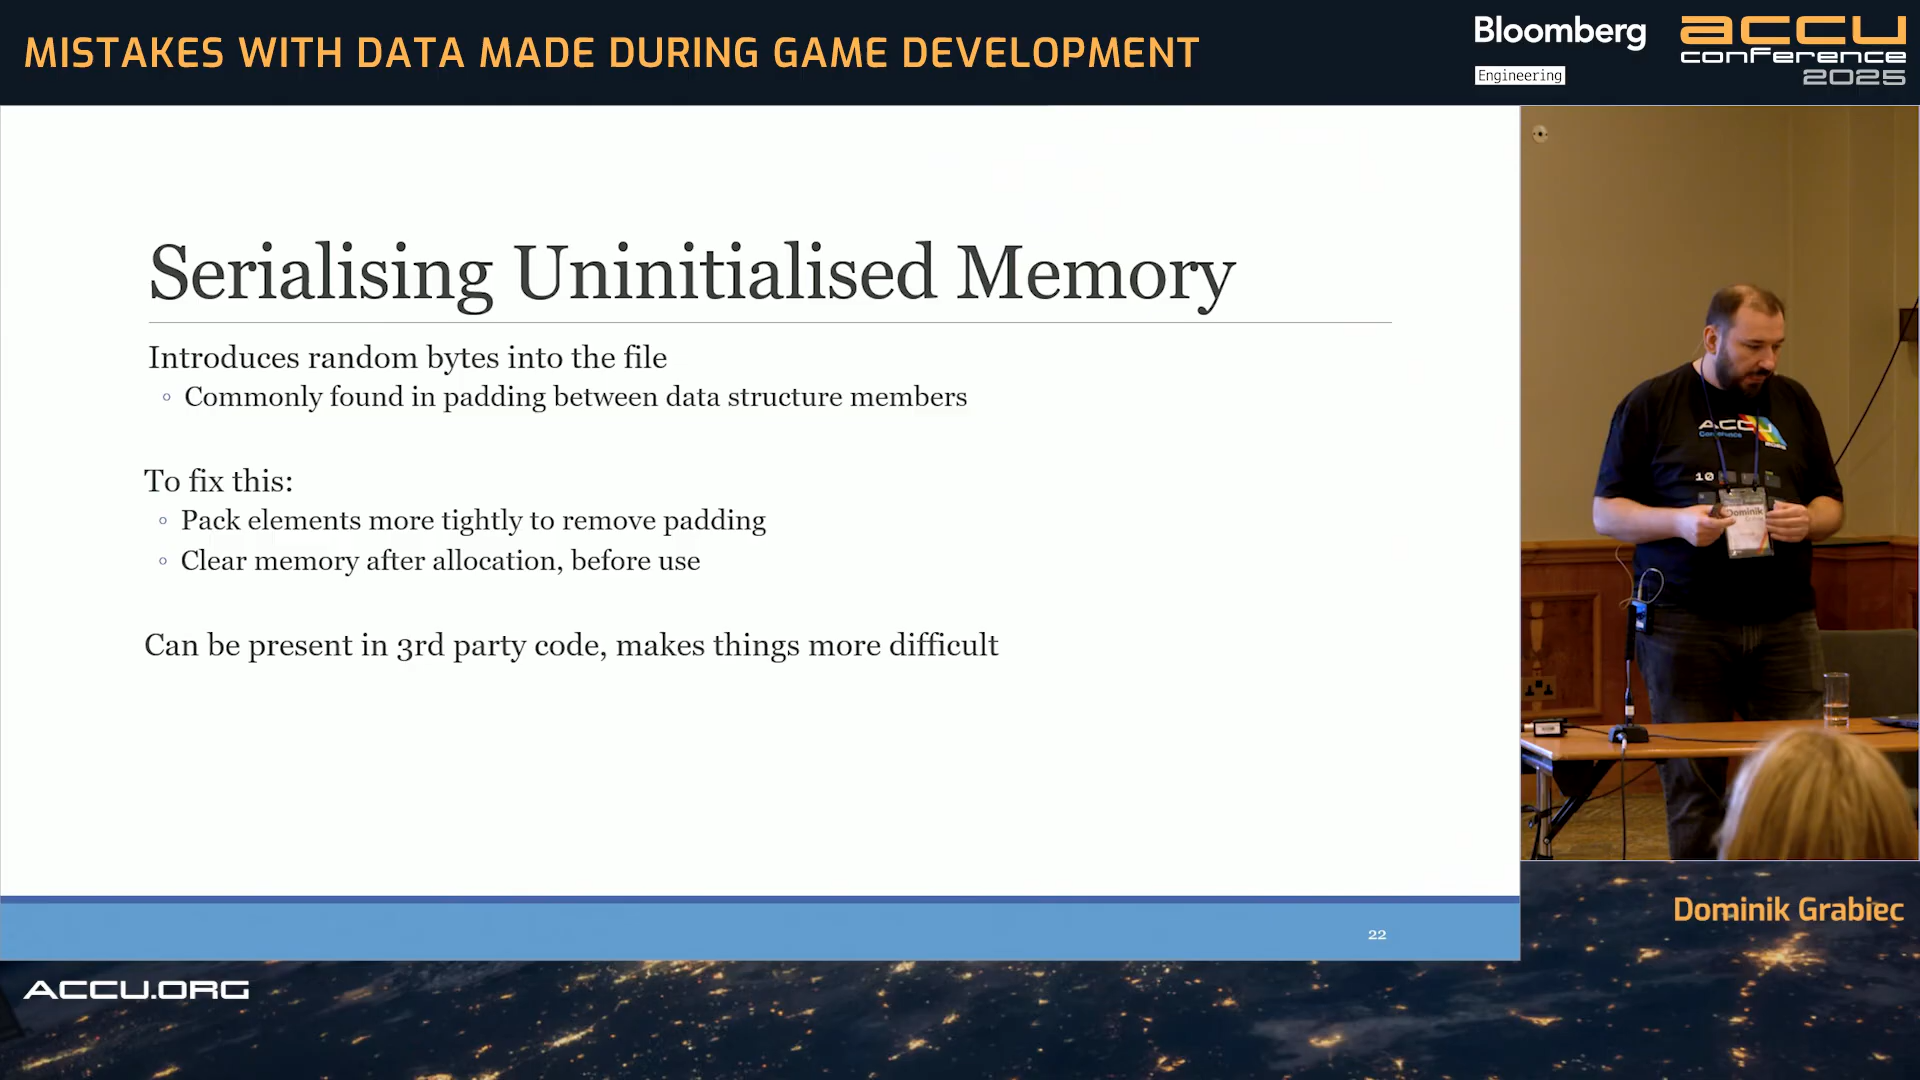 MISTAKES WITH DATA MADE DURING GAME DEVELOPMENT
Bloomberg
Engineering
accu
conference
2025
Serialising Uninitialised Memory
Introduces random bytes into the file
◦ Commonly found in padding between data structure members
To fix this:
◦ Pack elements more tightly to remove padding
◦ Clear memory after allocation, before use
Can be present in 3rd party code, makes things more difficult
22
ACCU
10
Dominik
Dominik Grabiec
ACCU.ORG